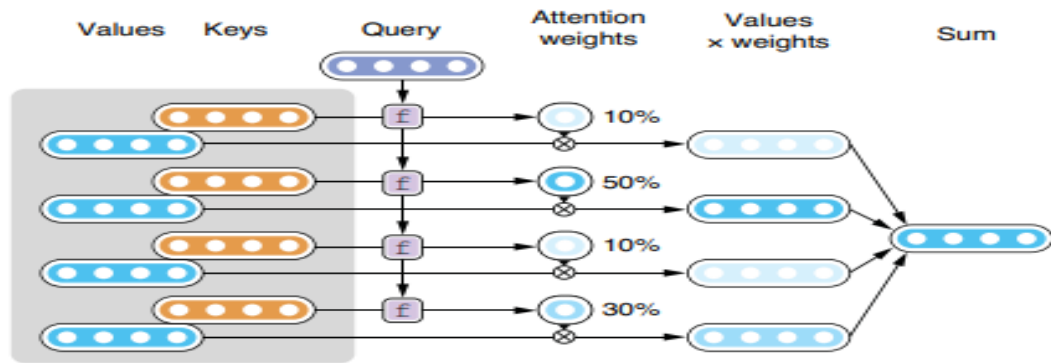 Values
Keys
Query
Attention
weights
Values
× weights
Sum
f
10%
f
50%
f
10%
f
30%